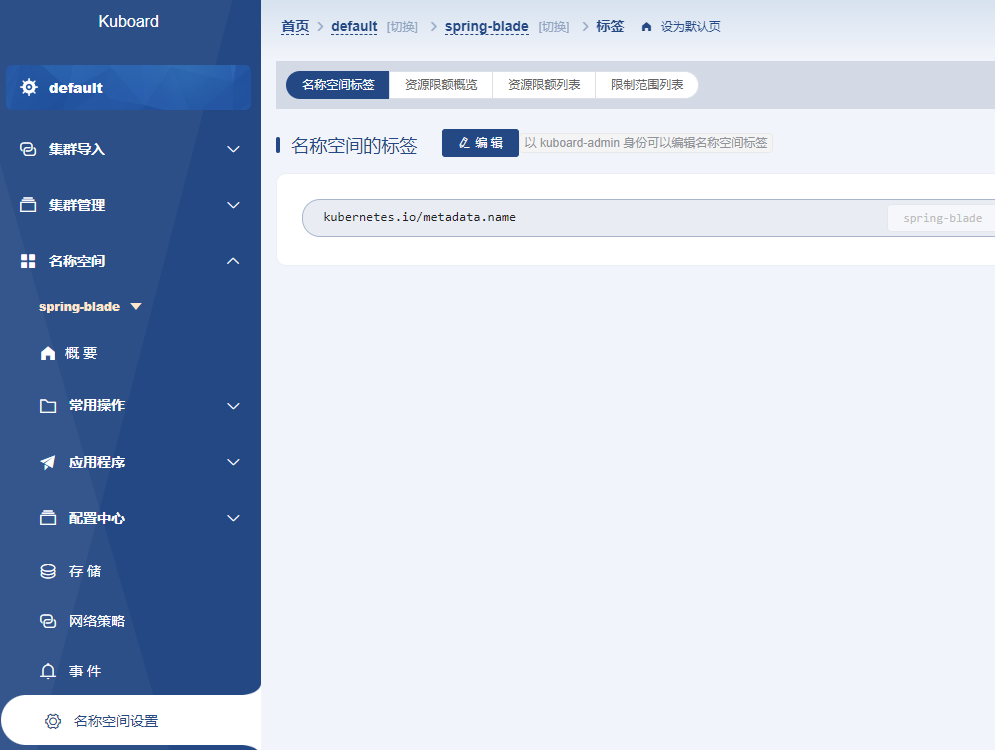 Kuboard
default
集群导入
集群管理
名称空间
spring-blade
概 要
常用操作
应用程序
配置中心
存 储
网络策略
事 件
名称空间设置
首页 > default [切换] > spring-blade [切换] > 标签 设为默认页
名称空间标签 资源限额概览 资源限额列表 限制范围列表
名称空间的标签 编 辑 以 kuboard-admin 身份可以编辑名称空间标签
kubernetes.io/metadata.name spring-blade